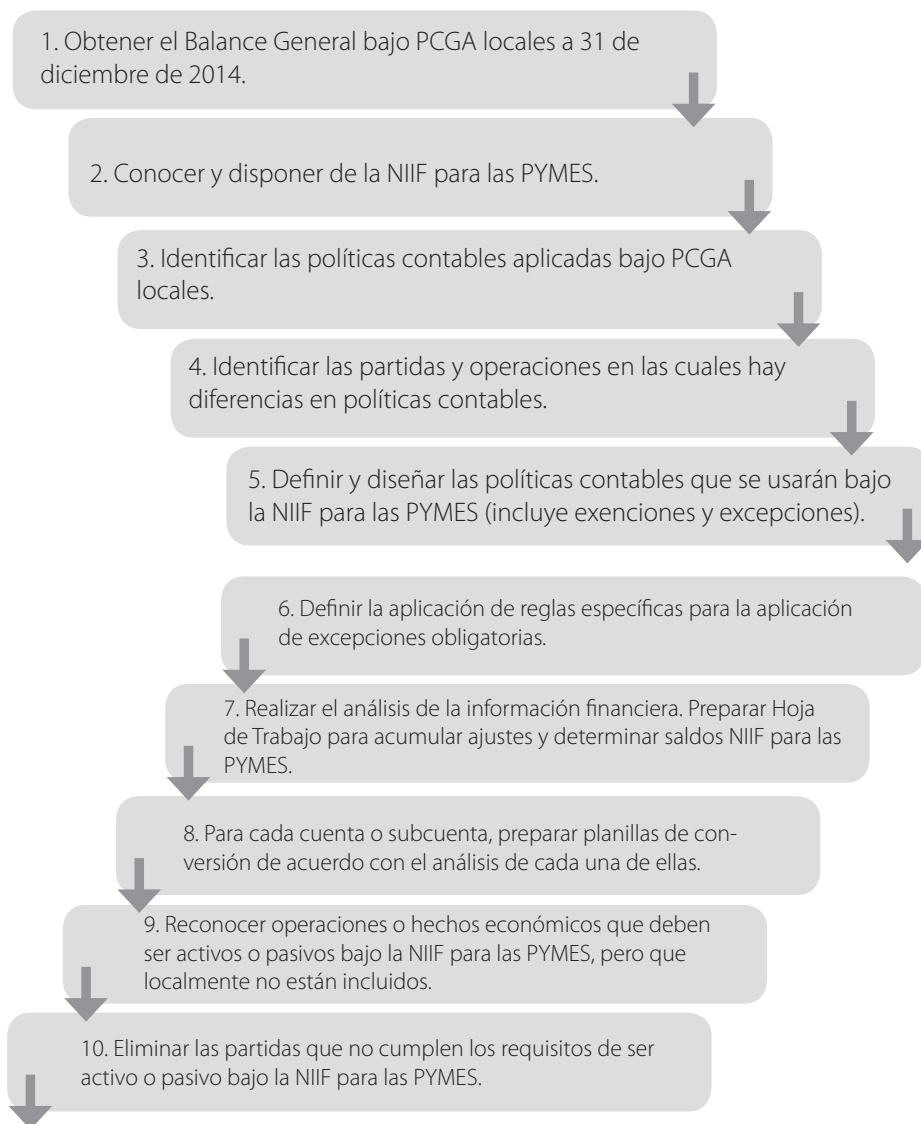 1. Obtener el Balance General bajo PCGA locales a 31 de
diciembre de 2014.
2. Conocer y disponer de la NIIF para las PYMES.
3. Identificar las políticas contables aplicadas bajo PCGA
locales.
4. Identificar las partidas y operaciones en las cuales hay
diferencias en políticas contables.
5. Definir y diseñar las políticas contables que se usarán bajo
la NIIF para las PYMES (incluye exenciones y excepciones).
6. Definir la aplicación de reglas específicas para la aplicación
de excepciones obligatorias.
7. Realizar el análisis de la información financiera. Preparar Hoja
de Trabajo para acumular ajustes y determinar saldos NIIF para las
PYMES.
8. Para cada cuenta o subcuenta, preparar planillas de con-
versión de acuerdo con el análisis de cada una de ellas.
9. Reconocer operaciones o hechos económicos que deben
ser activos o pasivos bajo la NIIF para las PYMES, pero que
localmente no están incluidos.
10. Eliminar las partidas que no cumplen los requisitos de ser
activo o pasivo bajo la NIIF para las PYMES.